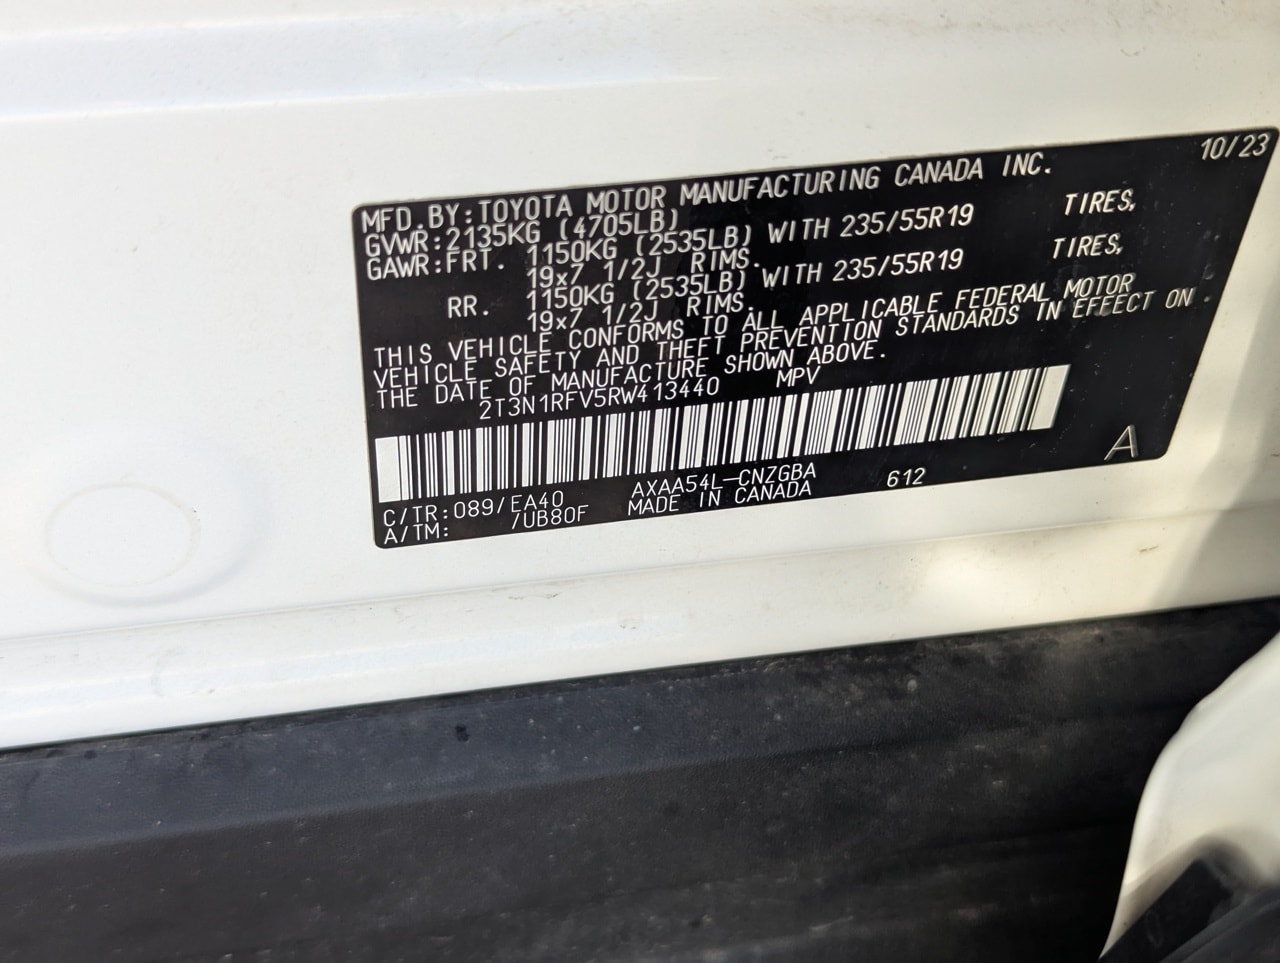 10/23
MFD.BY:TOYOTA MOTOR MANUFACTURING CANADA INC.
GVWR:2135KG (4705LB)
GAWR:FRT. 1150KG (2535LB) WITH 235/55R19 TIRES,
19x7 1/2J RIMS.
RR. 1150KG (2535LB) WITH 235/55R19 TIRES,
19x7 1/2J RIMS.
THIS VEHICLE CONFORMS TO ALL APPLICABLE FEDERAL MOTOR
VEHICLE SAFETY AND THEFT PREVENTION STANDARDS IN EFFECT ON
THE DATE OF MANUFACTURE SHOWN ABOVE.
2T3N1RFV5RW413440 MPV
C/TR:089/EA40 AXAA54L-CNZGBA 612 A
A/TM: /UB80F MADE IN CANADA